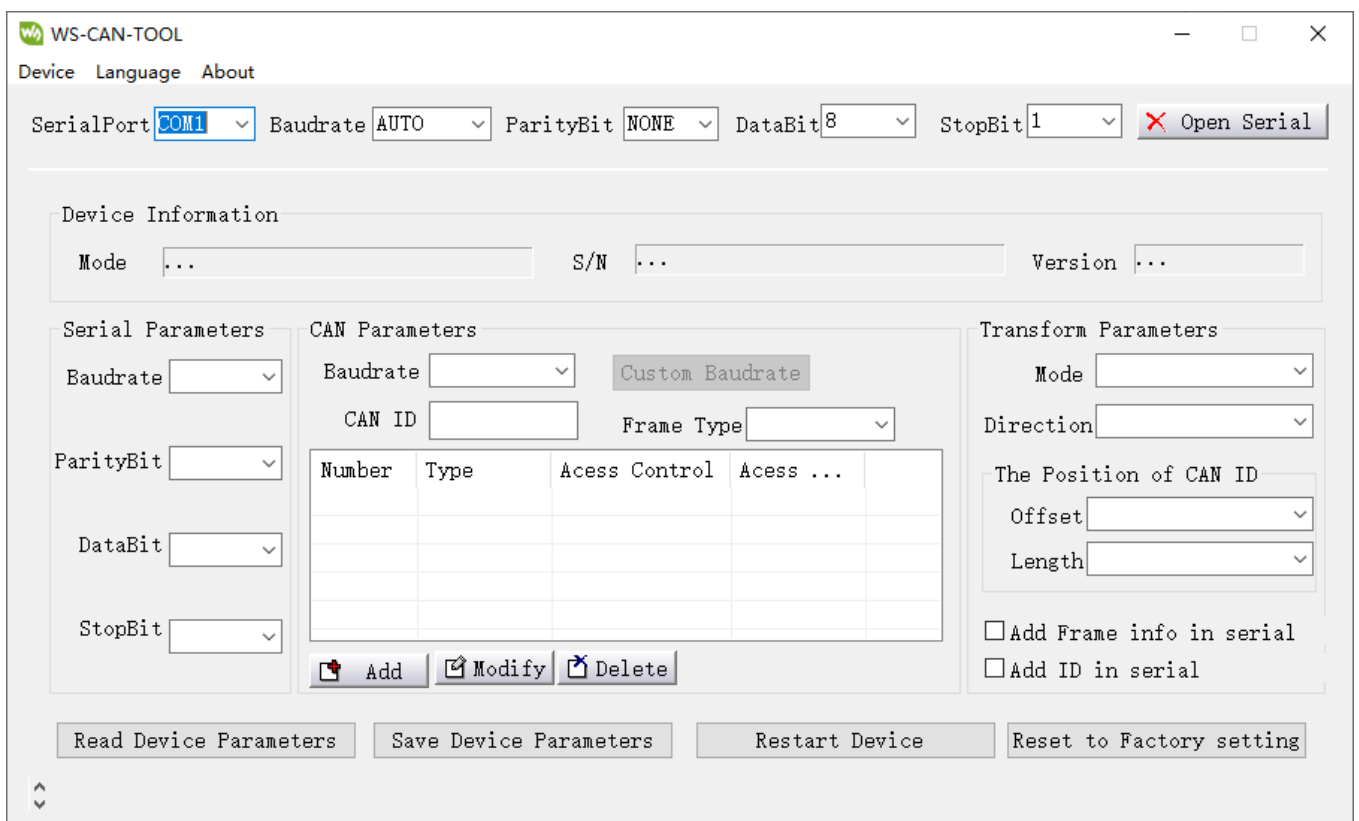 WS-CAN-TOOL
Device Language About
SerialPort COM1 Baudrate AUTO ParityBit NONE DataBit 8 StopBit 1 Open Serial
Device Information
Mode ... S/N ... Version ...
Serial Parameters
Baudrate
ParityBit
DataBit
StopBit
CAN Parameters
Baudrate Custom Baudrate
CAN ID Frame Type
Number Type Acess Control Acess ...
Add Modify Delete
Transform Parameters
Mode
Direction
The Position of CAN ID
Offset
Length
Add Frame info in serial
Add ID in serial
Read Device Parameters Save Device Parameters Restart Device Reset to Factory setting